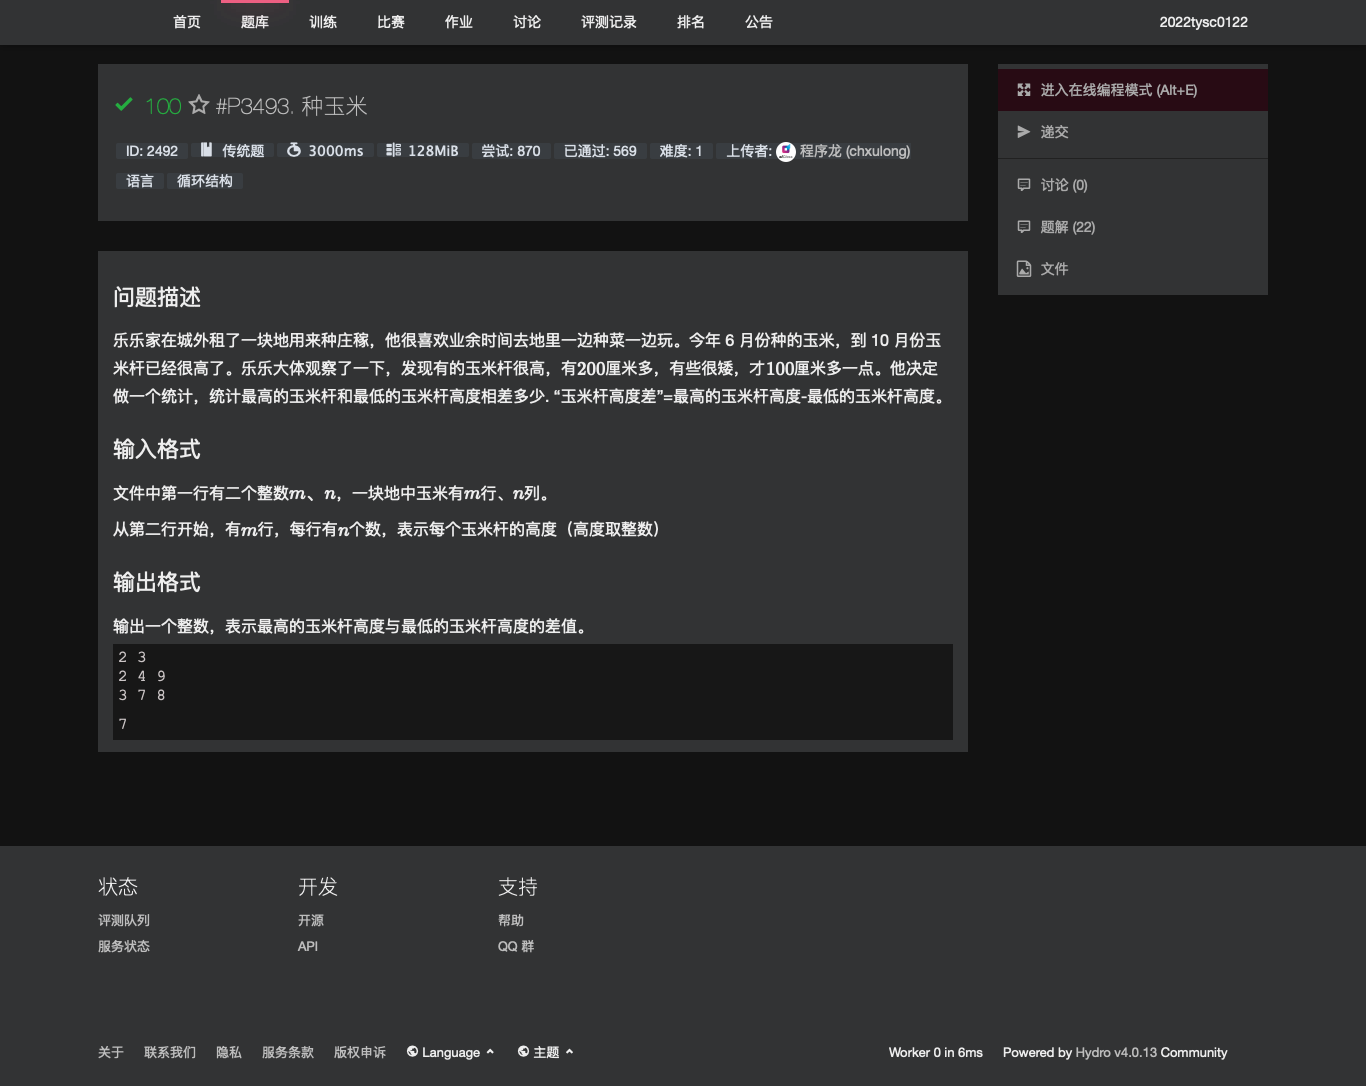 首页 题库 训练 比赛 作业 讨论 评测记录 排名 公告 2022tysc0122
100 #P3493. 种玉米
ID: 2492 传统题 3000ms 128MiB 尝试: 870 已通过: 569 难度: 1 上传者: 程序龙 (chxulong)
语言 循环结构
进入在线编程模式 (Alt+E)
递交
讨论 (0)
题解 (22)
文件
问题描述
乐乐家在城外租了一块地用来种庄稼，他很喜欢业余时间去地里一边种菜一边玩。今年 6 月份种的玉米，到 10 月份玉
米杆已经很高了。乐乐大体观察了一下，发现有的玉米杆很高，有200厘米多，有些很矮，才100厘米多一点。他决定
做一个统计，统计最高的玉米杆和最低的玉米杆高度相差多少. “玉米杆高度差”=最高的玉米杆高度-最低的玉米杆高度。
输入格式
文件中第一行有二个整数m、n，一块地中玉米有m行、n列。
从第二行开始，有m行，每行有n个数，表示每个玉米杆的高度（高度取整数）
输出格式
输出一个整数，表示最高的玉米杆高度与最低的玉米杆高度的差值。
2 3
2 4 9
3 7 8
7
状态 开发 支持
评测队列 开源 帮助
服务状态 API QQ 群
关于 联系我们 隐私 服务条款 版权申诉 Language 主题 Worker 0 in 6ms Powered by Hydro v4.0.13 Community